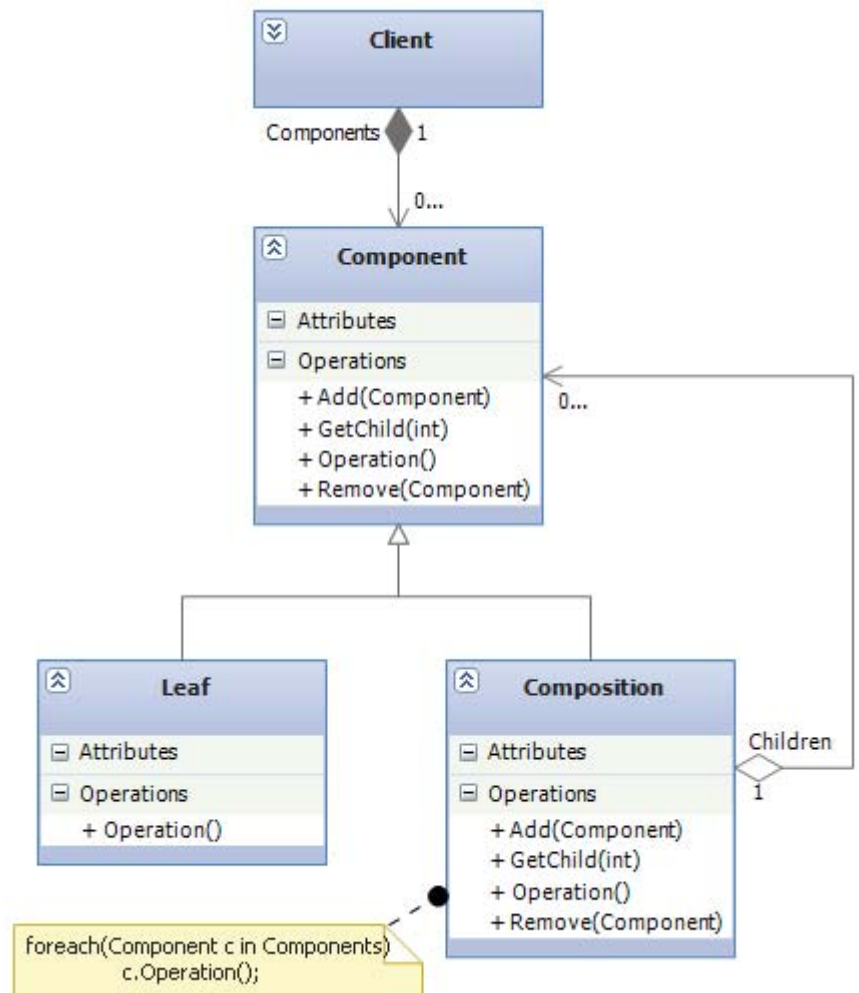 Client
Components 1
0...
Component
Attributes
Operations
+ Add(Component)
+ GetChild(int)
+ Operation()
+ Remove(Component)
0...
Leaf
Attributes
Operations
+ Operation()
Composition
Attributes
Operations
+ Add(Component)
+ GetChild(int)
+ Operation()
+ Remove(Component)
Children
1
foreach(Component c in Components)
c.Operation();